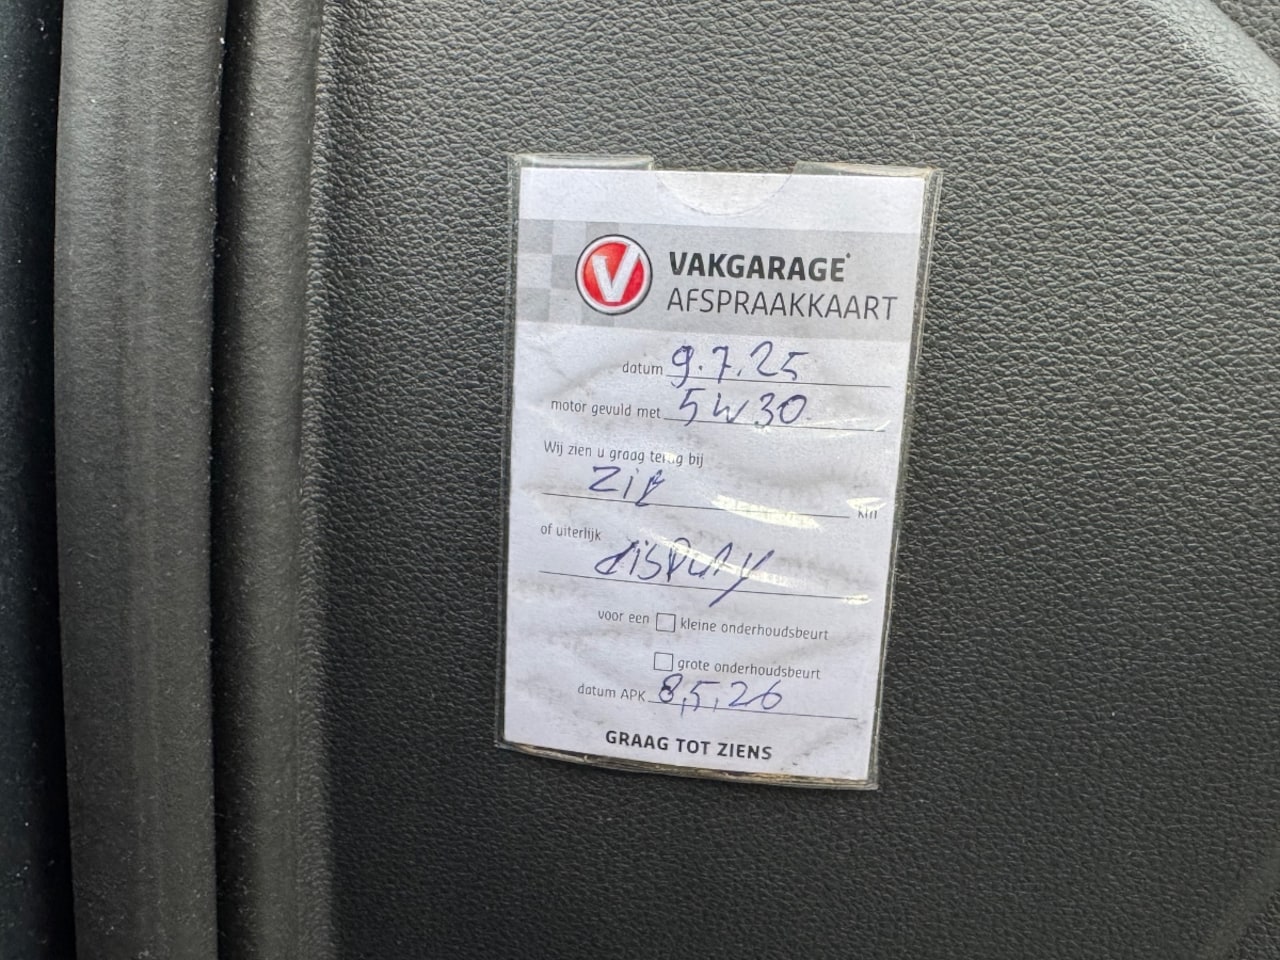 V VAKGARAGE
AFSPRAAKKAART
datum 9.7.25
motor gevuld met 5W30
Wij zien u graag terug bij
Zie km
of uiterlijk
display
voor een kleine onderhoudsbeurt
grote onderhoudsbeurt
datum APK 8,5,26
GRAAG TOT ZIENS